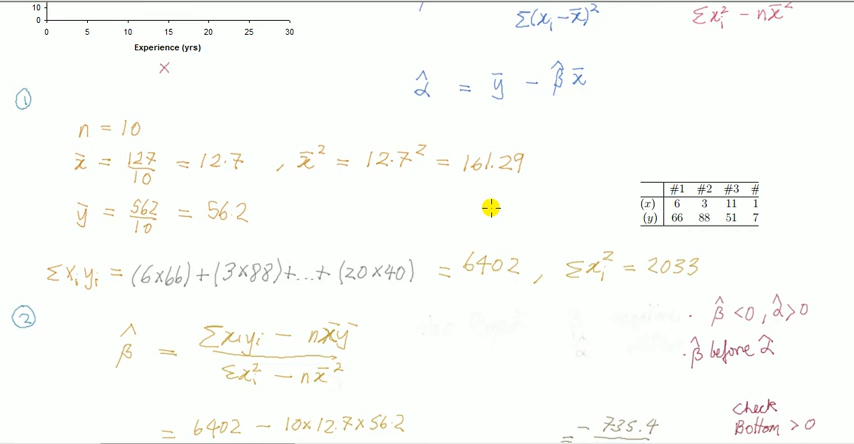 10
0 5 10 15 20 25 30
Experience (yrs)
x
Σ(xᵢ-x̄)² Σxᵢ² - nx̄²
α̂ = ȳ - β̂x̄
①
n = 10
x̄ = 127/10 = 12.7 , x̄² = 12.7² = 161.29
ȳ = 562/10 = 56.2
#1 #2 #3 #
(x) 6 3 11 1
(y) 66 88 51 7
Σxᵢyᵢ = (6×66)+(3×88)+...+(20×40) = 6402 , Σxᵢ² = 2033
②
β̂ = Σxᵢyᵢ - nx̄ȳ / Σxᵢ² - nx̄²
· β̂<0, α̂>0
· β̂ before α̂
= 6402 - 10×12.7×56.2
= -735.4
check
Bottom > 0